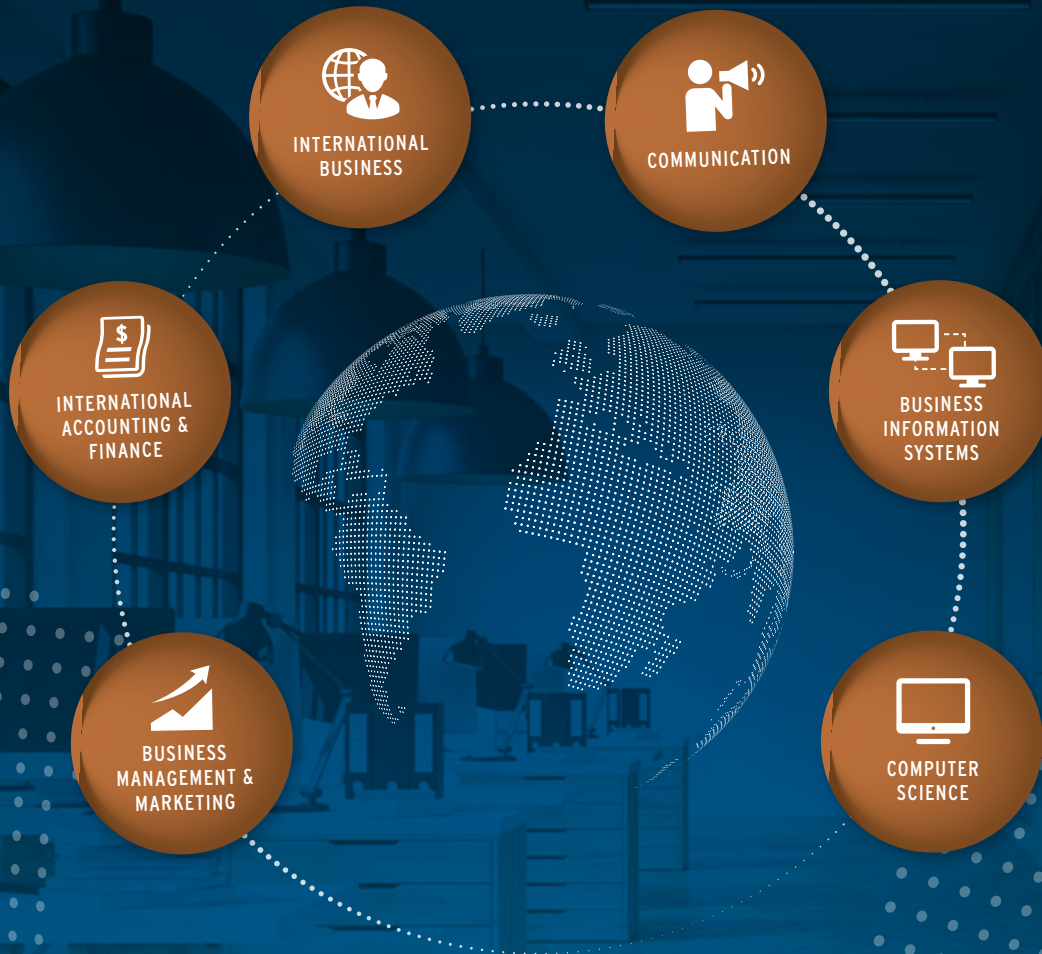 INTERNATIONAL
BUSINESS
COMMUNICATION
$
INTERNATIONAL
ACCOUNTING &
FINANCE
BUSINESS
INFORMATION
SYSTEMS
BUSINESS
MANAGEMENT &
MARKETING
COMPUTER
SCIENCE